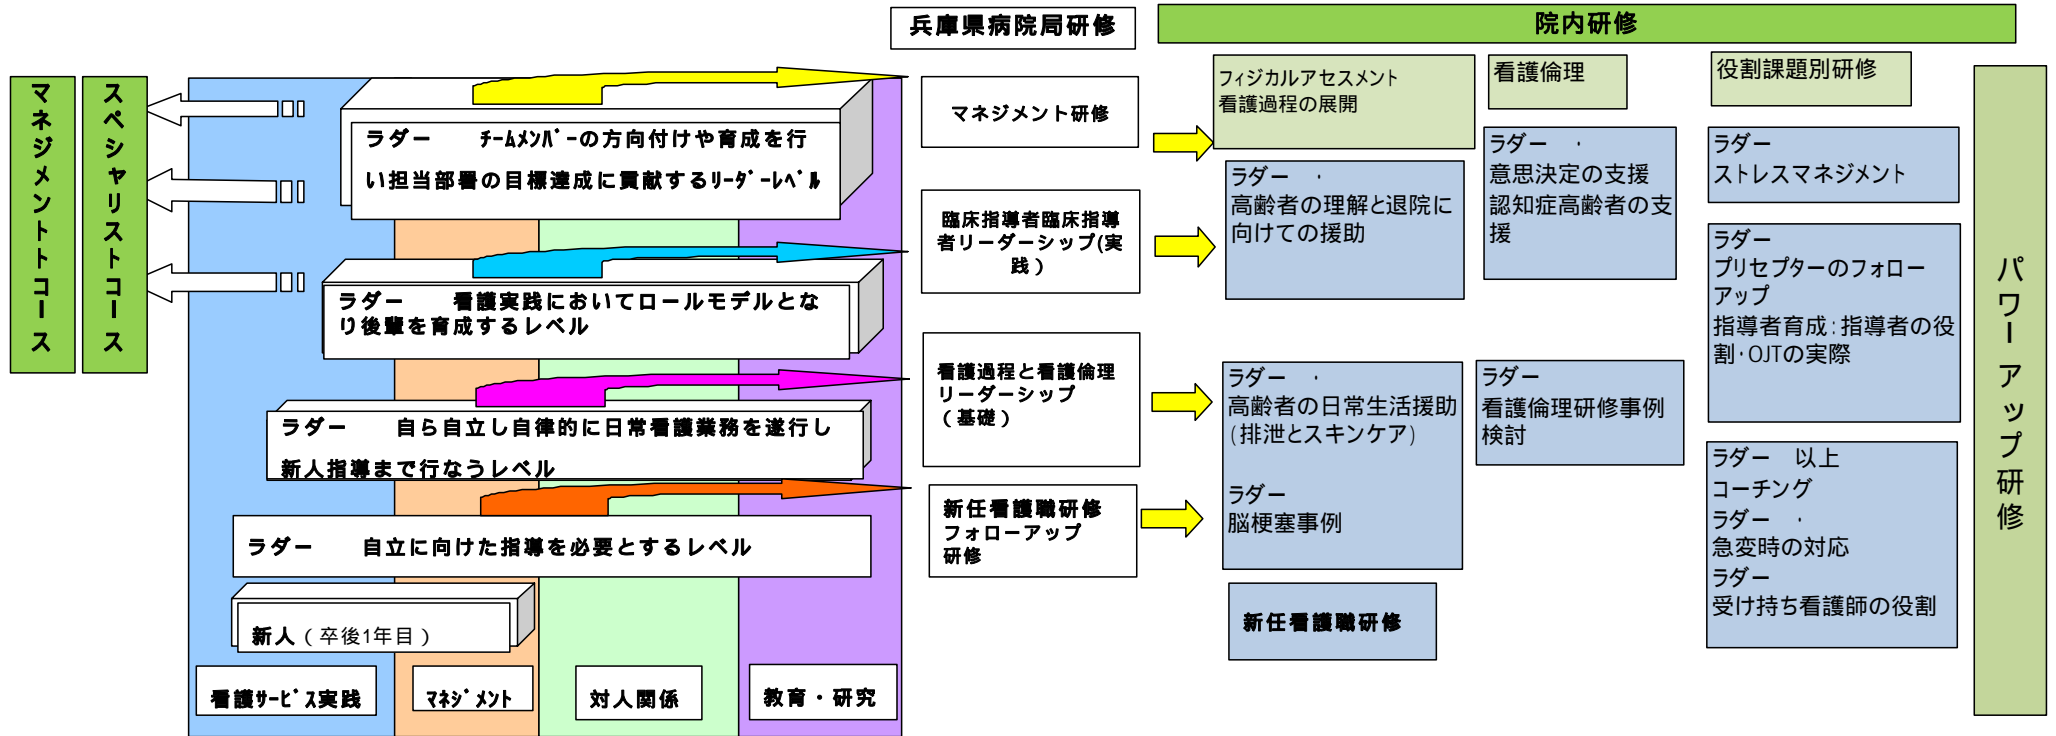 兵庫県病院局研修
院内研修
マネジメントトコース
スペシャリストコース
ラダー　　チームメンバーの方向付けや育成を行
い担当部署の目標達成に貢献するリーダーレベル
ラダー　　看護実践においてロールモデルとな
り後輩を育成するレベル
ラダー　　自ら自立し自律的に日常看護業務を遂行し
新人指導まで行なうレベル
ラダー　　自立に向けた指導を必要とするレベル
新人（卒後1年目）
看護サービス実践
マネジメント
対人関係
教育・研究
マネジメント研修
臨床指導者臨床指導
者リーダーシップ(実
践）
看護過程と看護倫理
リーダーシップ
（基礎）
新任看護職研修
フォローアップ
研修
フィジカルアセスメント
看護過程の展開
ラダー　・
高齢者の理解と退院に
向けての援助
ラダー　・
高齢者の日常生活援助
(排泄とスキンケア)
ラダー
脳梗塞事例
新任看護職研修
看護倫理
ラダー　・
意思決定の支援
認知症高齢者の支
援
ラダー
看護倫理研修事例
検討
役割課題別研修
ラダー
ストレスマネジメント
ラダー
プリセプターのフォロー
アップ
指導者育成:指導者の役
割・OJTの実際
ラダー　以上
コーチング
ラダー　・
急変時の対応
ラダー
受け持ち看護師の役割
パワーアップ研修